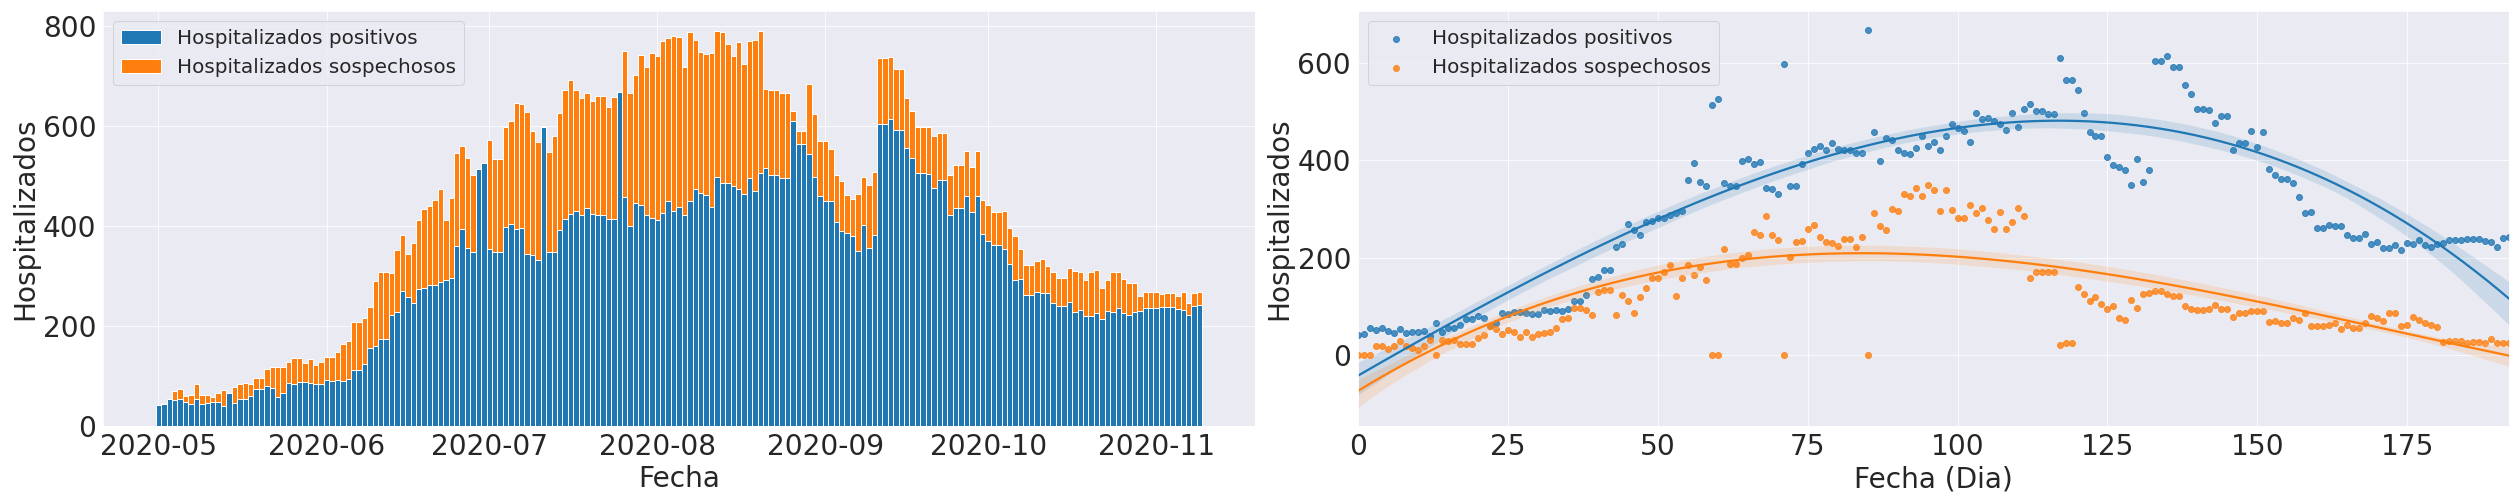 Hospitalizados positivos
Hospitalizados sospechosos
800
600
400
200
0
Hospitalizados
2020-05 2020-06 2020-07 2020-08 2020-09 2020-10 2020-11
Fecha
Hospitalizados positivos
Hospitalizados sospechosos
600
400
200
0
Hospitalizados
0 25 50 75 100 125 150 175
Fecha (Dia)